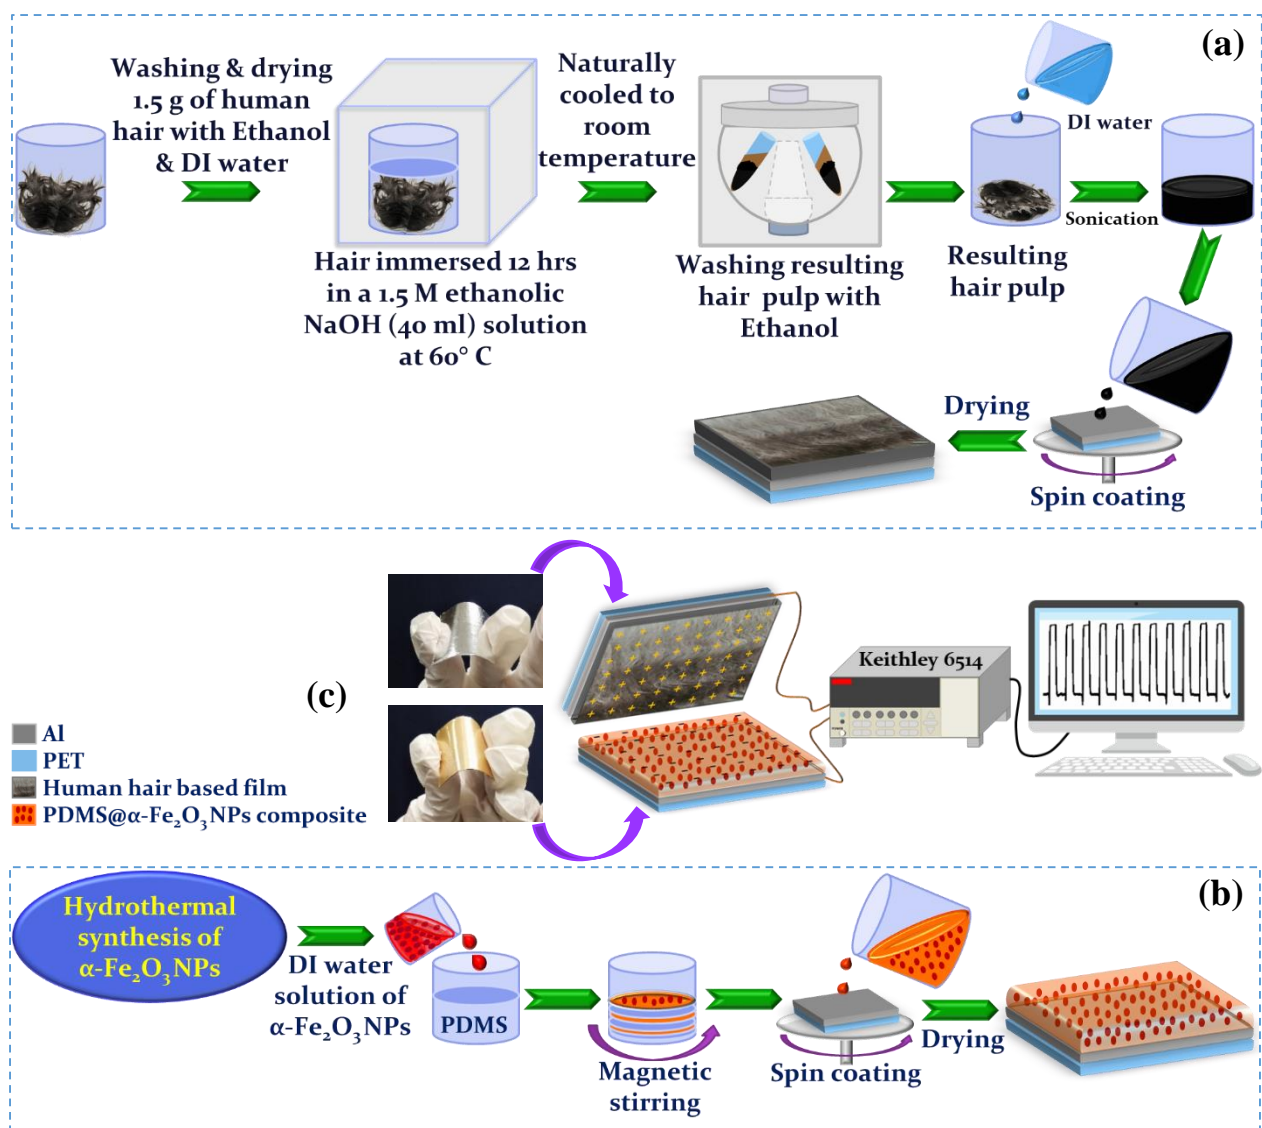 (a)
Washing & drying
1.5 g of human
hair with Ethanol
& DI water
Hair immersed 12 hrs
in a 1.5 M ethanolic
NaOH (40 ml) solution
at 60° C
Naturally
cooled to
room
temperature
Washing resulting
hair pulp with
Ethanol
DI water
Resulting
hair pulp
Sonication
Spin coating
Drying
(c)
Al
PET
Human hair based film
PDMS@α-Fe₂O₃NPs composite
Keithley 6514
(b)
Hydrothermal
synthesis of
α-Fe₂O₃NPs
DI water
solution of
α-Fe₂O₃NPs
PDMS
Magnetic
stirring
Spin coating
Drying